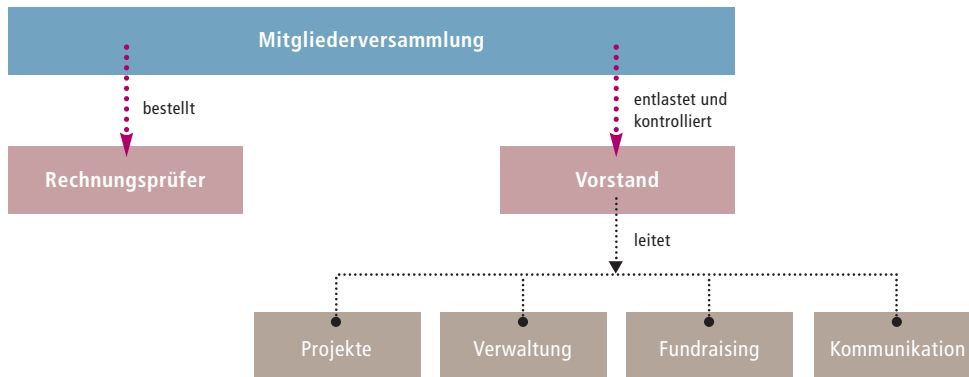 Mitgliederversammlung
bestellt
entlastet und
kontrolliert
Rechnungsprüfer
Vorstand
leitet
Projekte
Verwaltung
Fundraising
Kommunikation